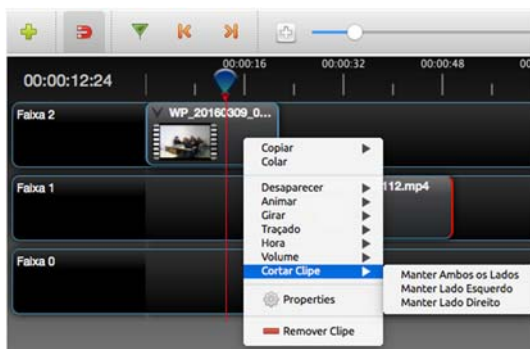 00:00:16
00:00:32
00:00:48
00
00:00:12:24
Faixa 2
WP_20160309_0...
Copiar
Colar
Faixa 1
112.mp4
Desaparecer
Animar
Girar
Traçado
Hora
Volume
Cortar Clipe
Manter Ambos os Lados
Manter Lado Esquerdo
Manter Lado Direito
Faixa 0
Properties
Remover Clipe